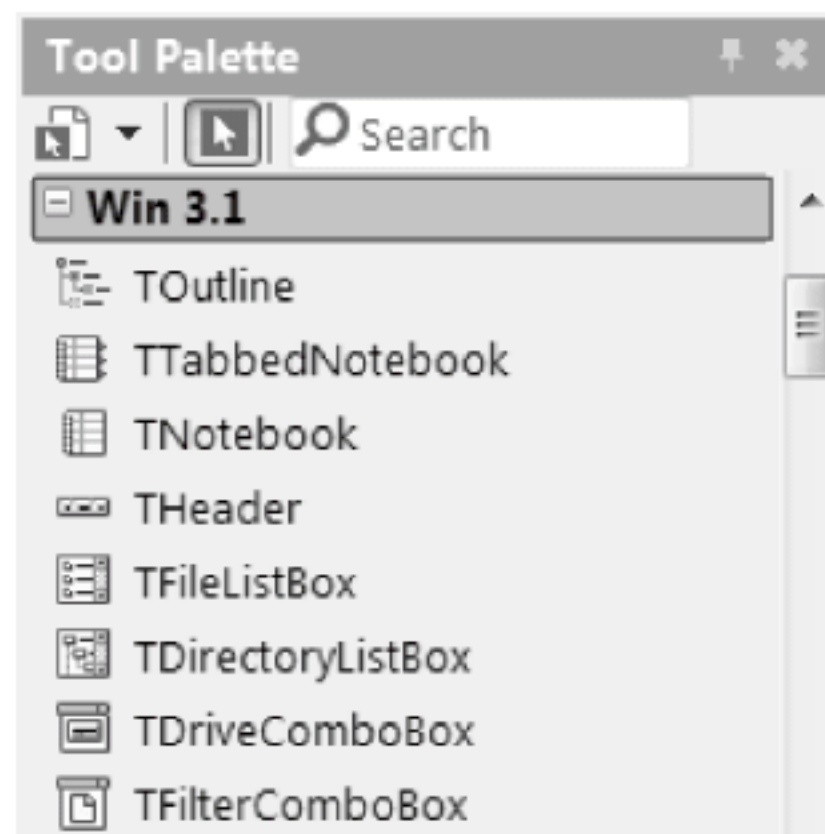 Tool Palette
Search
Win 3.1
TOutline
TTabbedNotebook
TNotebook
THeader
TFileListBox
TDirectoryListBox
TDriveComboBox
TFilterComboBox